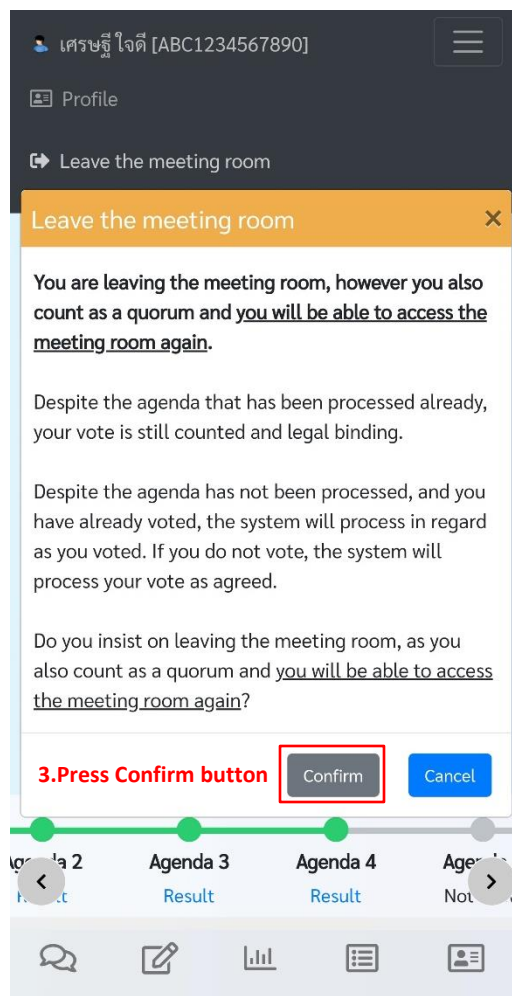 เศรษฐี ใจดี [ABC1234567890]
Profile
Leave the meeting room
Leave the meeting room ×
You are leaving the meeting room, however you also
count as a quorum and you will be able to access the
meeting room again.
Despite the agenda that has been processed already,
your vote is still counted and legal binding.
Despite the agenda has not been processed, and you
have already voted, the system will process in regard
as you voted. If you do not vote, the system will
process your vote as agreed.
Do you insist on leaving the meeting room, as you
also count as a quorum and you will be able to access
the meeting room again?
3.Press Confirm button Confirm Cancel
2 Agenda 3 Agenda 4
Result Result Not